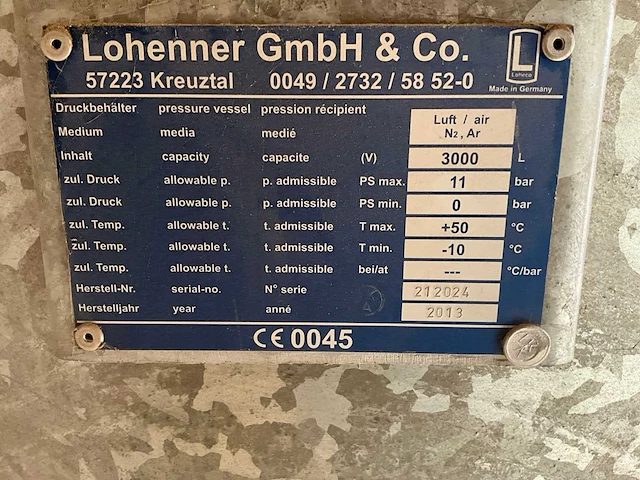 Lohenner GmbH & Co.
57223 Kreuztal 0049 / 2732 / 58 52-0
L
Loheco
Made in Germany
Druckbehälter pressure vessel pression récipient
Medium media medié Luft / air N2, Ar
Inhalt capacity capacite (V) 3000 L
zul. Druck allowable p. p. admissible PS max. 11 bar
zul. Druck allowable p. p. admissible PS min. 0 bar
zul. Temp. allowable t. t. admissible T max. +50 °C
zul. Temp. allowable t. t. admissible T min. -10 °C
zul. Temp. allowable t. t. admissible bei/at --- °C/bar
Herstell-Nr. serial-no. N° serie 212024
Herstelljahr year anné 2013
CE 0045